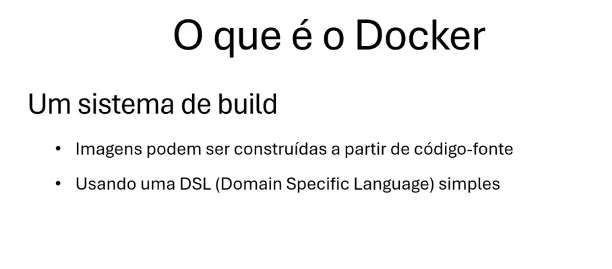 O que é o Docker
Um sistema de build
• Imagens podem ser construídas a partir de código-fonte
• Usando uma DSL (Domain Specific Language) simples